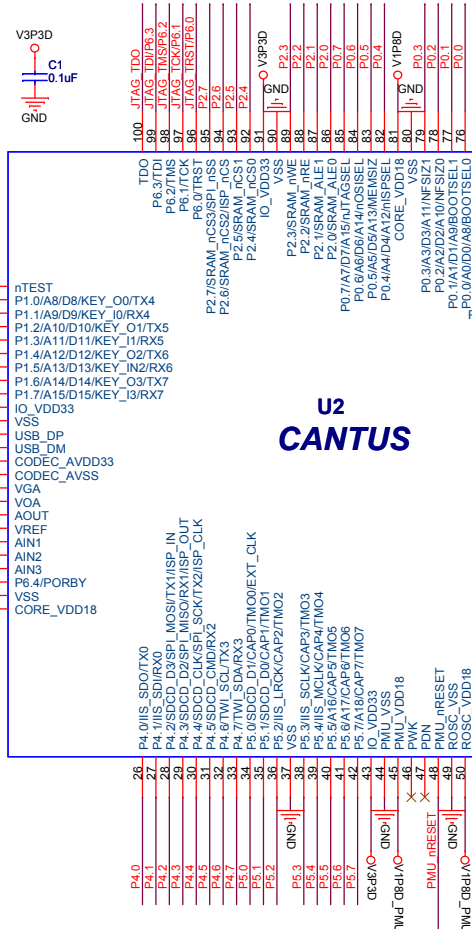 V3P3D
C1
0.1uF
GND
JTAG_TDO
JTAG_TDI/P6.3
JTAG_TMS/P6.2
JTAG_TCK/P6.1
JTAG_TRST/P6.0
P2.7
P2.6
P2.5
P2.4
V3P3D
GND
P2.3
P2.2
P2.1
P2.0
P0.7
P0.6
P0.5
P0.4
V1P8D
GND
P0.3
P0.2
P0.1
P0.0
100
99
98
97
96
95
94
93
92
91
90
89
88
87
86
85
84
83
82
81
80
79
78
77
76
TDO
P6.3/TDI
P6.2/TMS
P6.1/TCK
P6.0/TRST
P2.7/SRAM_nCS3/SPI_nSS
P2.6/SRAM_nCS2/ISP_nCS
P2.5/SRAM_nCS1
P2.4/SRAM_nCS0
IO_VDD33
VSS
P2.3/SRAM_nWE
P2.2/SRAM_nRE
P2.1/SRAM_ALE1
P2.0/SRAM_ALE0
P0.7/A7/D7/A15/nJTAGSEL
P0.6/A6/D6/A14/nOSISEL
P0.5/A5/D5/A13/MEMSIZ
P0.4/A4/D4/A12/nISPSEL
CORE_VDD18
VSS
P0.3/A3/D3/A11/NFSIZ1
P0.2/A2/D2/A10/NFSIZ0
P0.1/A1/D1/A9/BOOTSEL1
P0.0/A0/D0/A8/BOOTSEL0
nTEST
P1.0/A8/D8/KEY_O0/TX4
P1.1/A9/D9/KEY_I0/RX4
P1.2/A10/D10/KEY_O1/TX5
P1.3/A11/D11/KEY_I1/RX5
P1.4/A12/D12/KEY_O2/TX6
P1.5/A13/D13/KEY_IN2/RX6
P1.6/A14/D14/KEY_O3/TX7
P1.7/A15/D15/KEY_I3/RX7
IO_VDD33
VSS
USB_DP
USB_DM
CODEC_AVDD33
CODEC_AVSS
VGA
VOA
AOUT
VREF
AIN1
AIN2
AIN3
P6.4/PORBY
VSS
CORE_VDD18
U2
CANTUS
P4.0/IIS_SDO/TX0
P4.1/IIS_SDI/RX0
P4.2/SDCD_D3/SPI_MOSI/TX1/ISP_IN
P4.3/SDCD_D2/SPI_MISO/RX1/ISP_OUT
P4.4/SDCD_CLK/SPI_SCK/TX2/ISP_CLK
P4.5/SDCD_CMD/RX2
P4.6/TWI_SCL/TX3
P4.7/TWI_SDA/RX3
P5.0/SDCD_D1/CAP0/TMO0/EXT_CLK
P5.1/SDCD_D0/CAP1/TMO1
P5.2/IIS_LRCK/CAP2/TMO2
VSS
P5.3/IIS_SCLK/CAP3/TMO3
P5.4/IIS_MCLK/CAP4/TMO4
P5.5/A16/CAP5/TMO5
P5.6/A17/CAP6/TMO6
P5.7/A18/CAP7/TMO7
IO_VDD33
PMU_VSS
PMU_VDD18
PWK
PDN
PMU_nRESET
ROSC_VSS
ROSC_VDD18
26
27
28
29
30
31
32
33
34
35
36
37
38
39
40
41
42
43
44
45
46
47
48
49
50
P4.0
P4.1
P4.2
P4.3
P4.4
P4.5
P4.6
P4.7
P5.0
P5.1
P5.2
GND
P5.3
P5.4
P5.5
P5.6
P5.7
V3P3D
GND
V1P8D_PMU
PMU_nRESET
GND
V1P8D_PMU